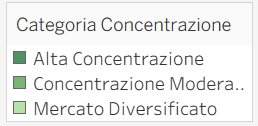 Categoria Concentrazione
Alta Concentrazione
Concentrazione Modera..
Mercato Diversificato